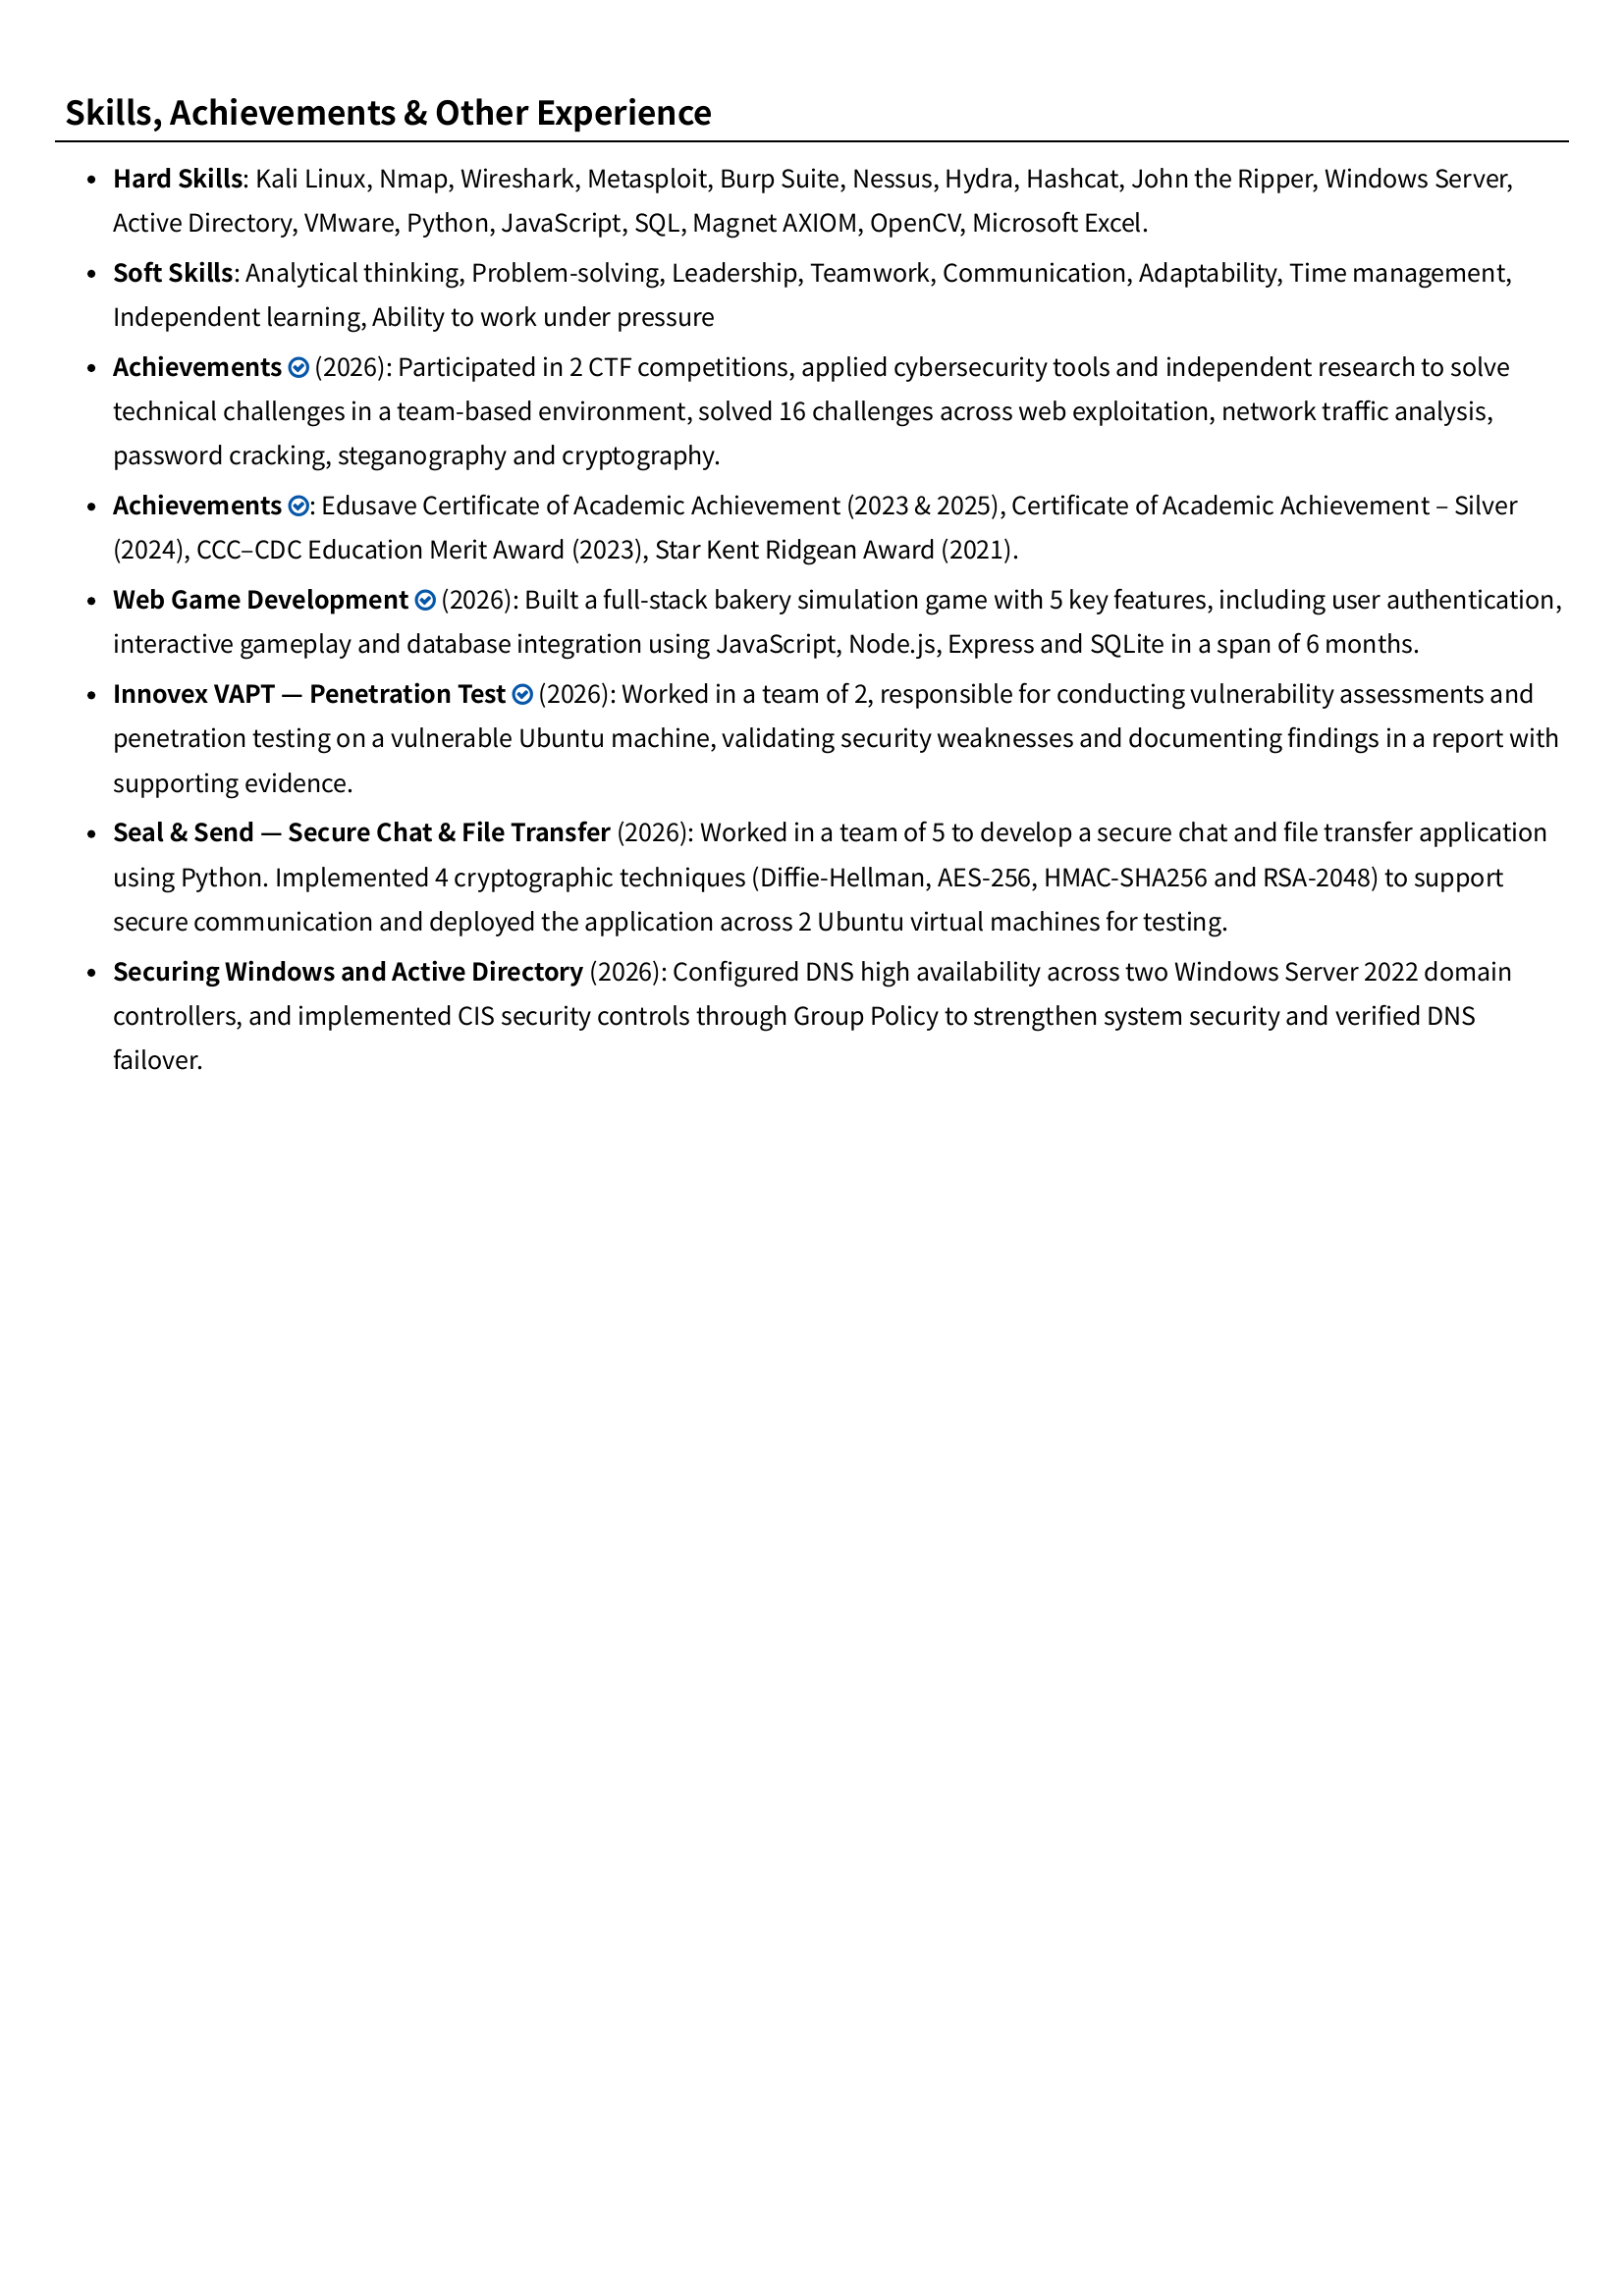 Skills, Achievements & Other Experience
• Hard Skills: Kali Linux, Nmap, Wireshark, Metasploit, Burp Suite, Nessus, Hydra, Hashcat, John the Ripper, Windows Server,
Active Directory, VMware, Python, JavaScript, SQL, Magnet AXIOM, OpenCV, Microsoft Excel.
• Soft Skills: Analytical thinking, Problem-solving, Leadership, Teamwork, Communication, Adaptability, Time management,
Independent learning, Ability to work under pressure
• Achievements (2026): Participated in 2 CTF competitions, applied cybersecurity tools and independent research to solve
technical challenges in a team-based environment, solved 16 challenges across web exploitation, network traffic analysis,
password cracking, steganography and cryptography.
• Achievements : Edusave Certificate of Academic Achievement (2023 & 2025), Certificate of Academic Achievement – Silver
(2024), CCC–CDC Education Merit Award (2023), Star Kent Ridgean Award (2021).
• Web Game Development (2026): Built a full-stack bakery simulation game with 5 key features, including user authentication,
interactive gameplay and database integration using JavaScript, Node.js, Express and SQLite in a span of 6 months.
• Innovex VAPT — Penetration Test (2026): Worked in a team of 2, responsible for conducting vulnerability assessments and
penetration testing on a vulnerable Ubuntu machine, validating security weaknesses and documenting findings in a report with
supporting evidence.
• Seal & Send — Secure Chat & File Transfer (2026): Worked in a team of 5 to develop a secure chat and file transfer application
using Python. Implemented 4 cryptographic techniques (Diffie-Hellman, AES-256, HMAC-SHA256 and RSA-2048) to support
secure communication and deployed the application across 2 Ubuntu virtual machines for testing.
• Securing Windows and Active Directory (2026): Configured DNS high availability across two Windows Server 2022 domain
controllers, and implemented CIS security controls through Group Policy to strengthen system security and verified DNS
failover.